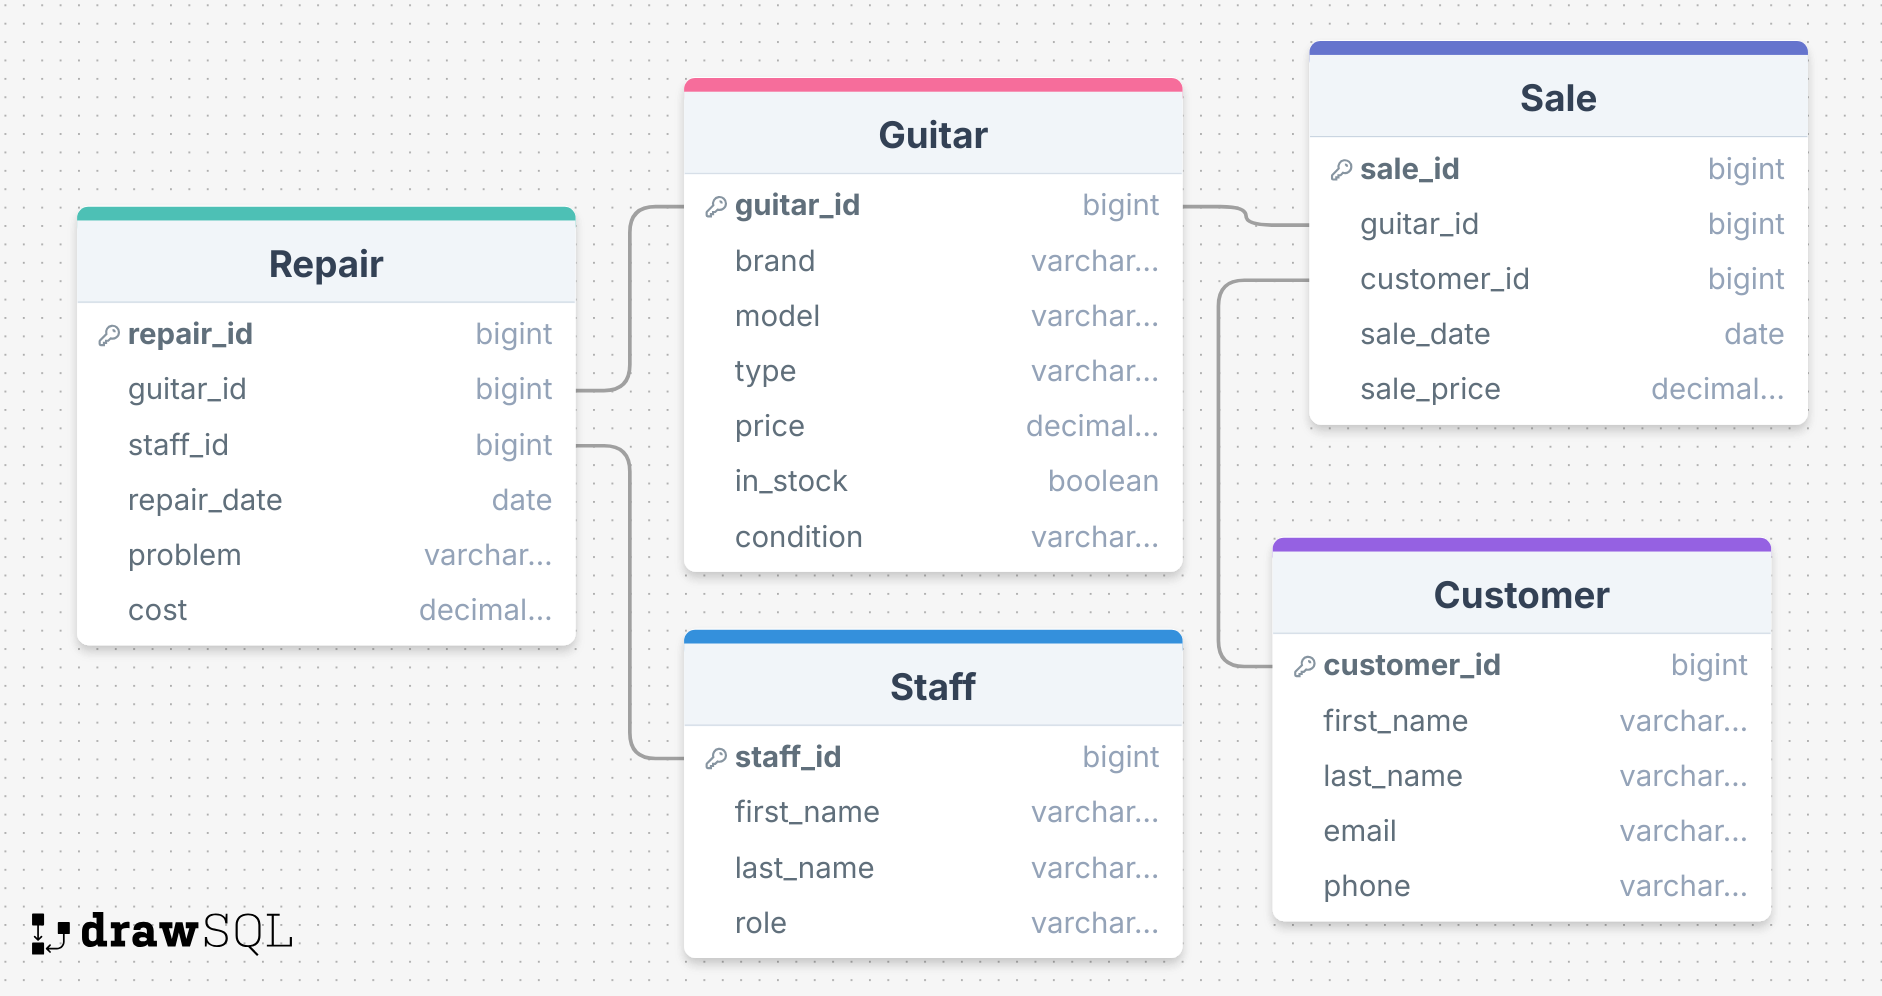 Repair
repair_id bigint
guitar_id bigint
staff_id bigint
repair_date date
problem varchar...
cost decimal...
Guitar
guitar_id bigint
brand varchar...
model varchar...
type varchar...
price decimal...
in_stock boolean
condition varchar...
Staff
staff_id bigint
first_name varchar...
last_name varchar...
role varchar...
Sale
sale_id bigint
guitar_id bigint
customer_id bigint
sale_date date
sale_price decimal...
Customer
customer_id bigint
first_name varchar...
last_name varchar...
email varchar...
phone varchar...
drawSQL